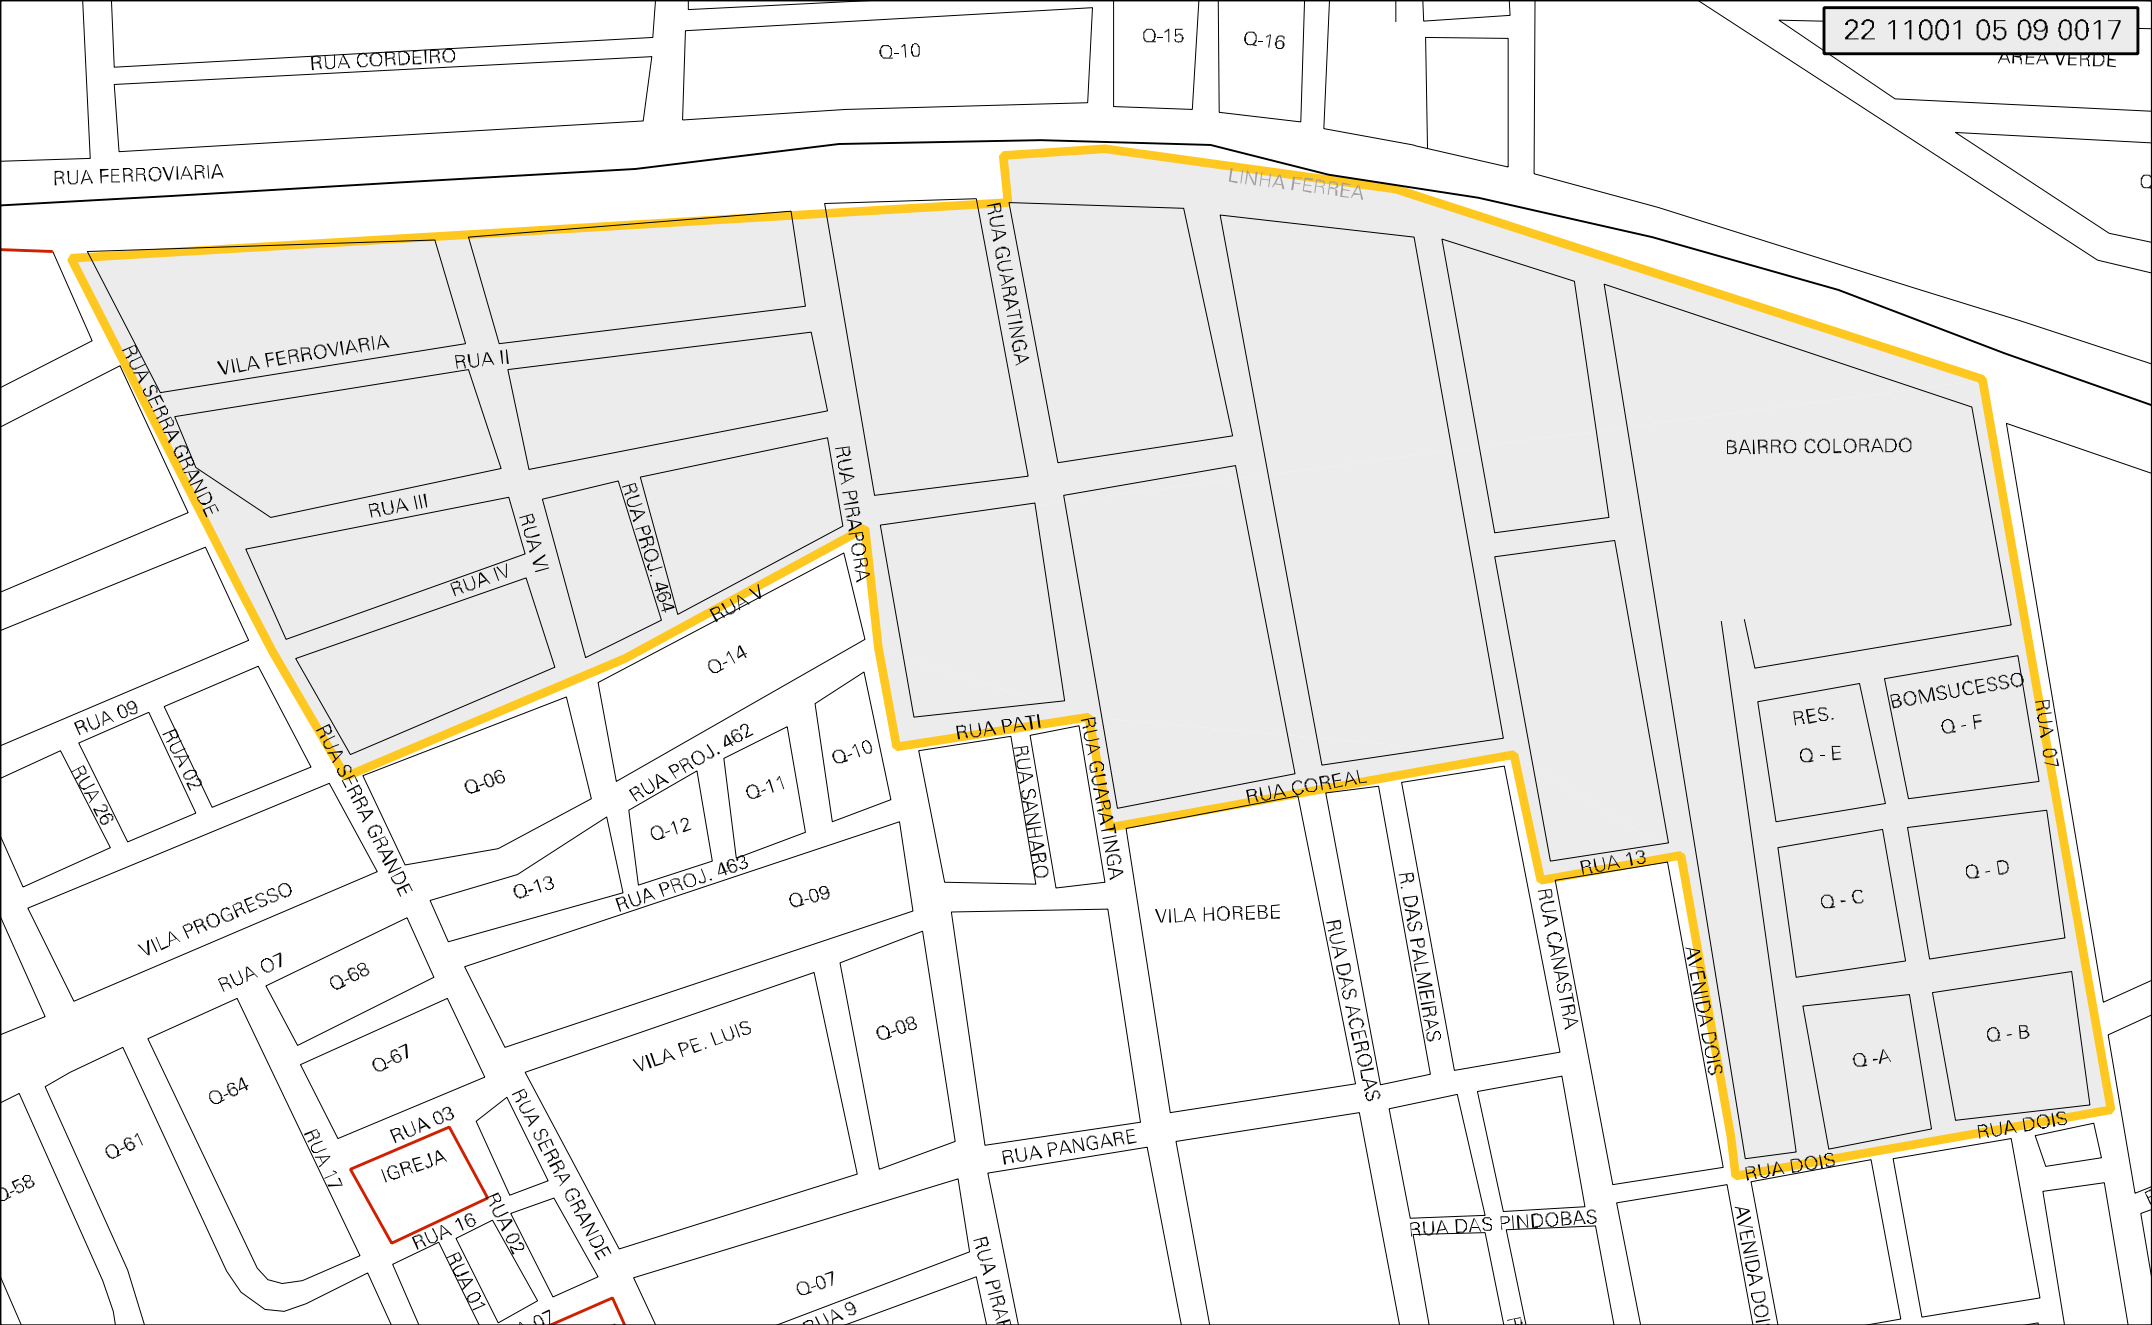 22 11001 05 09 0017
RUA CORDEIRO
Q-10
Q-15
Q-16
AREA VERDE
RUA FERROVIARIA
LINHA FERREA
RUA GUARATINGA
VILA FERROVIARIA
RUA II
RUA SERRA GRANDE
BAIRRO COLORADO
RUA III
RUA VI
RUA PROJ. 464
RUA PIRAPORA
RUA IV
RUA V
Q-14
RUA 09
RUA 02
RUA 26
RUA SERRA GRANDE
Q-06
RUA PROJ. 462
Q-10
Q-11
Q-12
RUA PATI
RUA SANHARO
RUA GUARATINGA
RUA COREAL
RES.
Q - E
BOMSUCESSO
Q - F
RUA 07
Q-13
RUA PROJ. 463
Q-09
RUA 13
Q - C
Q - D
VILA PROGRESSO
VILA HOREBE
R. DAS PALMEIRAS
RUA DAS ACEROLAS
RUA CANASTRA
AVENIDA DOIS
RUA 07
Q-68
Q-67
Q-64
Q-61
Q-58
VILA PE. LUIS
Q-08
Q -A
Q - B
RUA 03
RUA 17
IGREJA
RUA SERRA GRANDE
RUA PANGARE
RUA DOIS
RUA DOIS
RUA 16
RUA 02
RUA 01
RUA DAS PINDOBAS
AVENIDA DOI
RUA PIRAP
Q-07
RUA 9
A 07